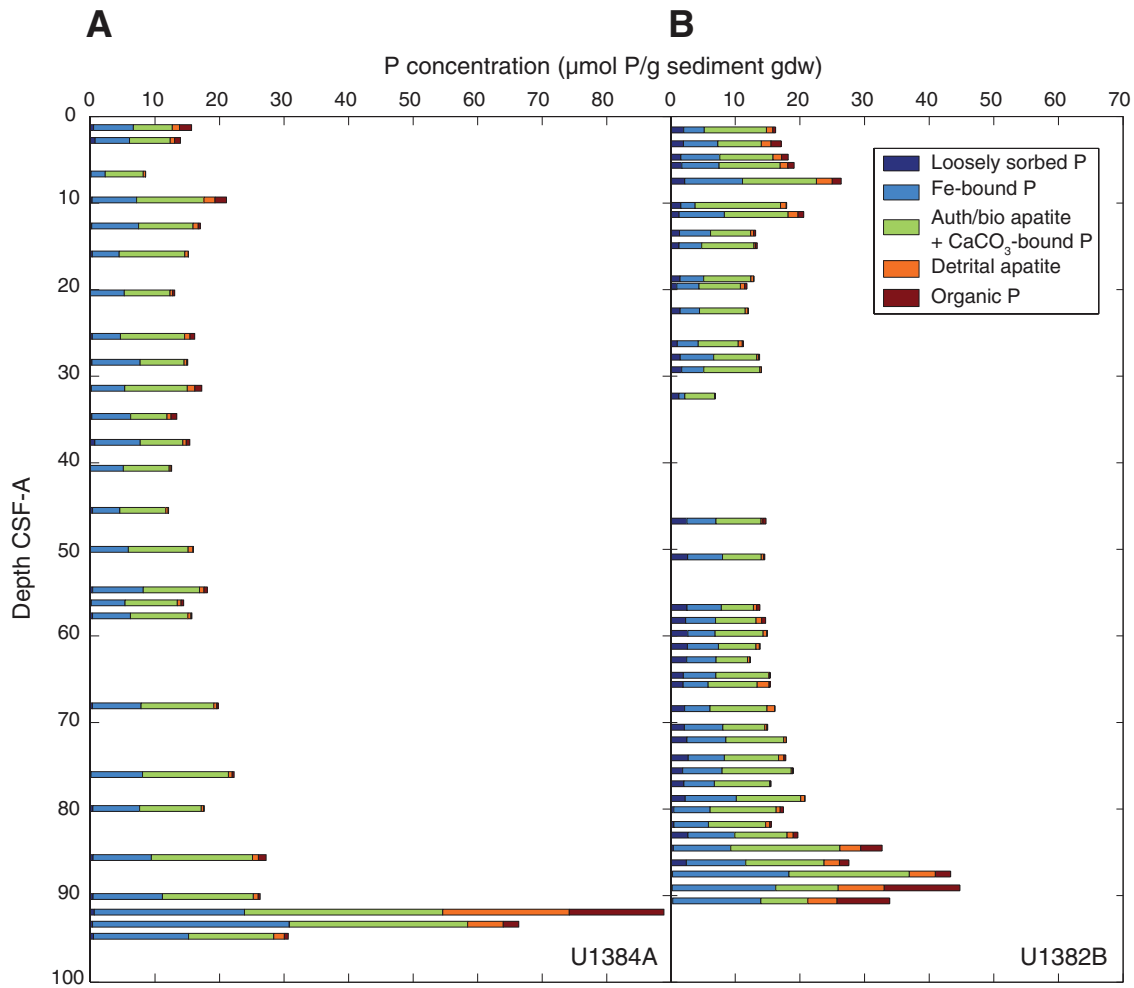 A
B
P concentration (µmol P/g sediment gdw)
0 10 20 30 40 50 60 70 80
0 10 20 30 40 50 60 70
Depth CSF-A
0
10
20
30
40
50
60
70
80
90
100
Loosely sorbed P
Fe-bound P
Auth/bio apatite
+ CaCO₃-bound P
Detrital apatite
Organic P
U1384A
U1382B